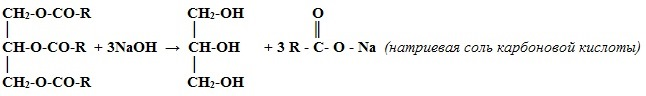 CH₂-O-CO-R CH₂-OH O
| | ||
CH-O-CO-R + 3NaOH → CH-OH + 3 R - C- O - Na (натриевая соль карбоновой кислоты)
| |
CH₂-O-CO-R CH₂-OH